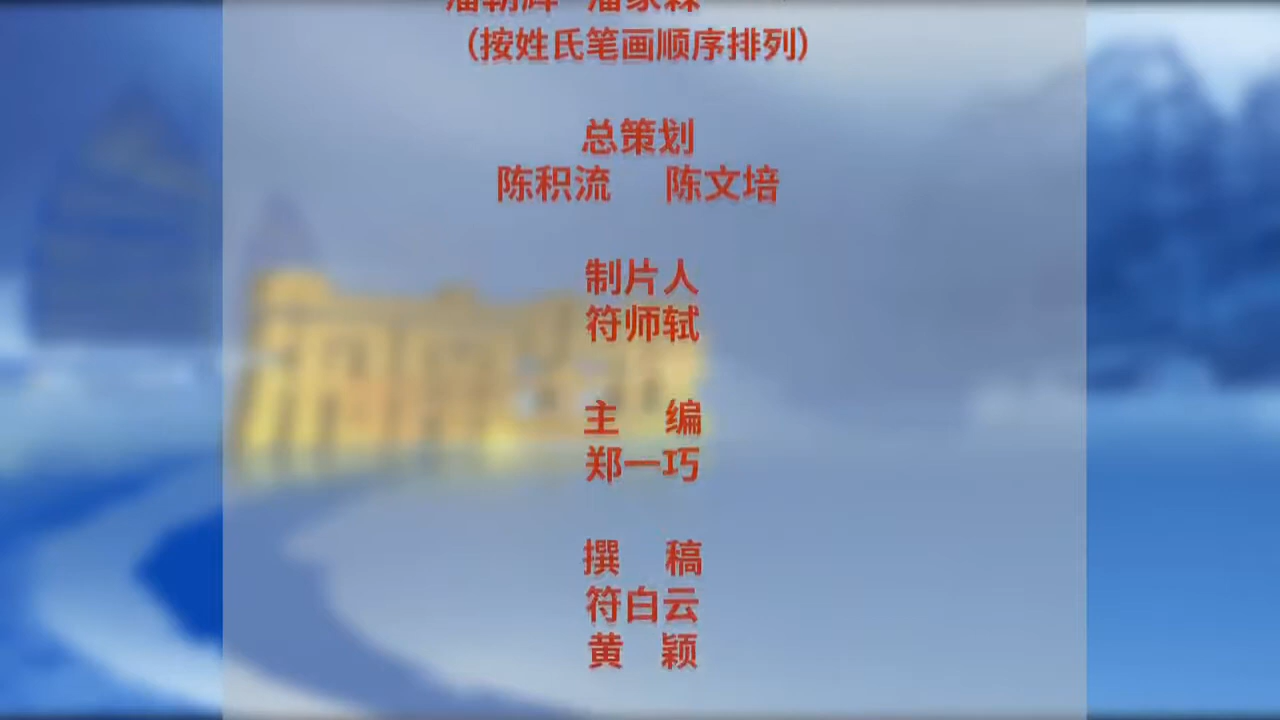 （按姓氏笔画顺序排列）
总策划
陈积流 陈文培
制片人
符师轼
主 编
郑一巧
撰 稿
符白云
黄 颖